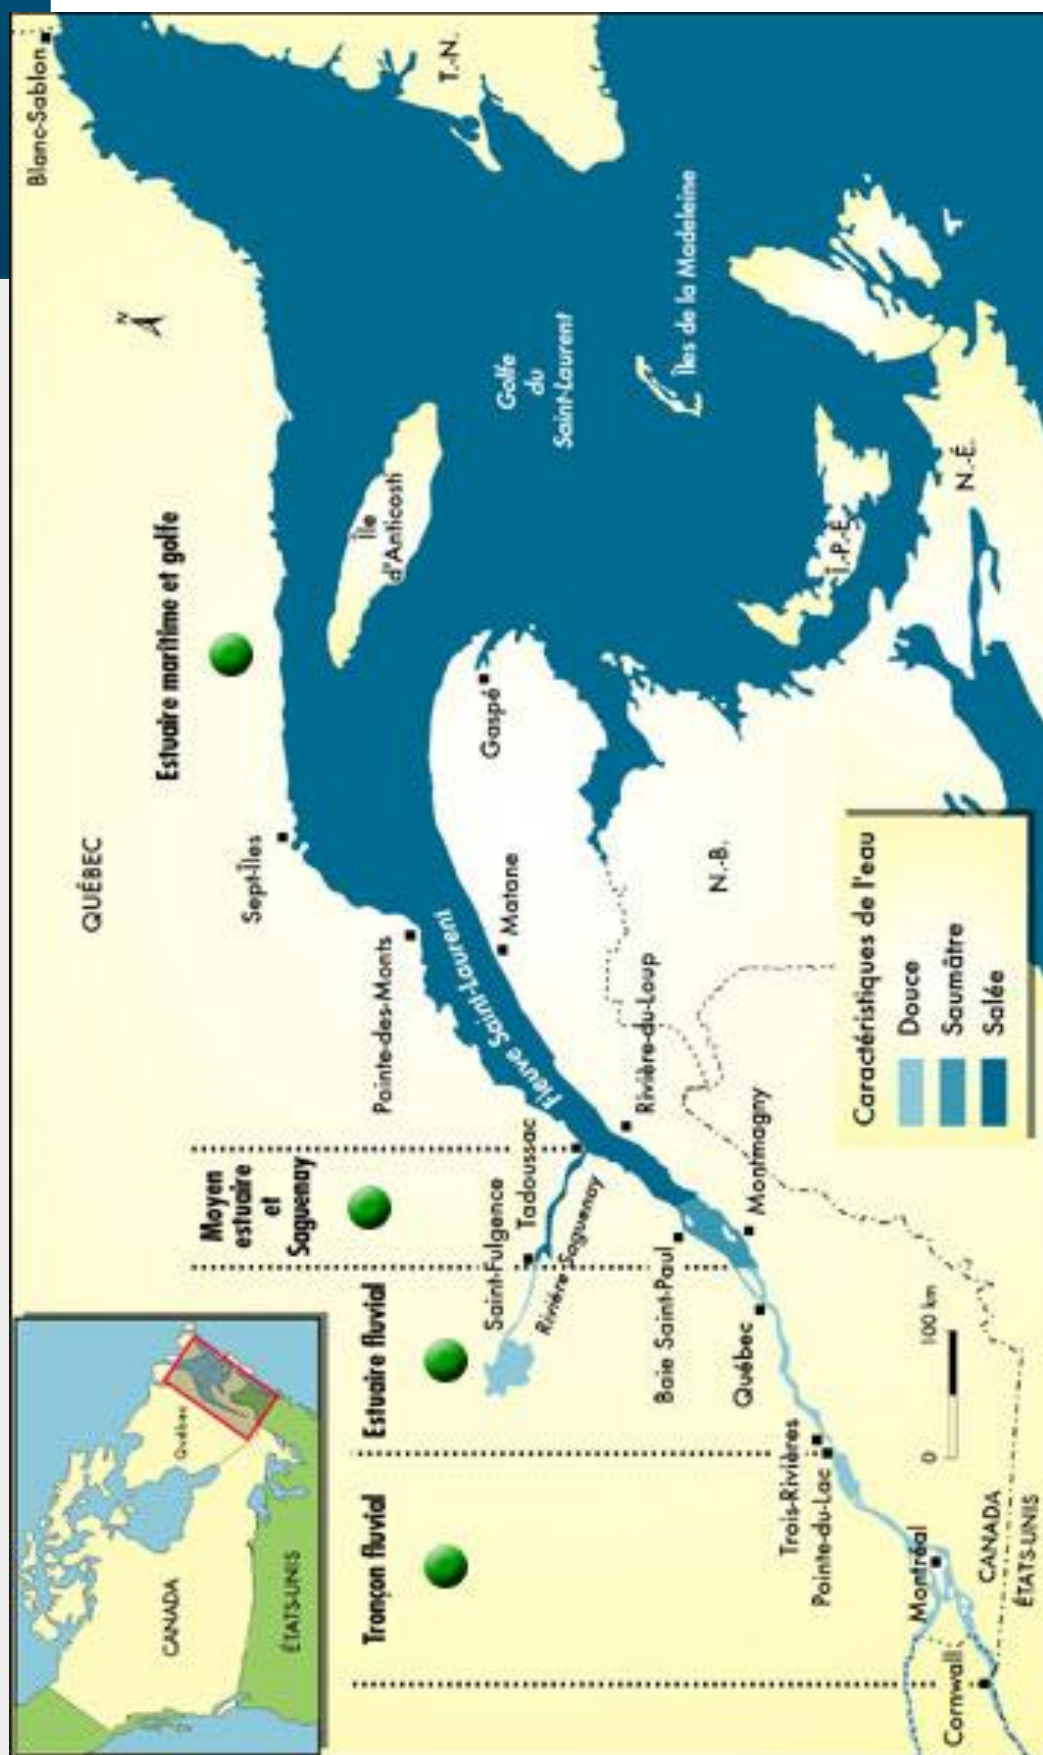 Tronçon fluvial
Estuaire fluvial
Moyen
estuaire
et
Saguenay
QUÉBEC
Estuaire maritime et golfe
N
Blanc-Sablon
Sept-Îles
Pointe-des-Monts
Tadoussac
Saint-Fulgence
Rivière Saguenay
Fleuve Saint-Laurent
Matane
Gaspé
Île
d'Anticosti
Golfe
du
Saint-Laurent
Îles de la Madeleine
T.-N.
Î.-P.-É.
N.-É.
N.-B.
Rivière-du-Loup
Montmagny
Baie Saint-Paul
Québec
Trois-Rivières
Pointe-du-Lac
Montréal
Cornwall
CANADA
ÉTATS-UNIS
0 100 km
Caractéristiques de l'eau
Douce
Saumâtre
Salée
CANADA
Québec
ÉTATS-UNIS